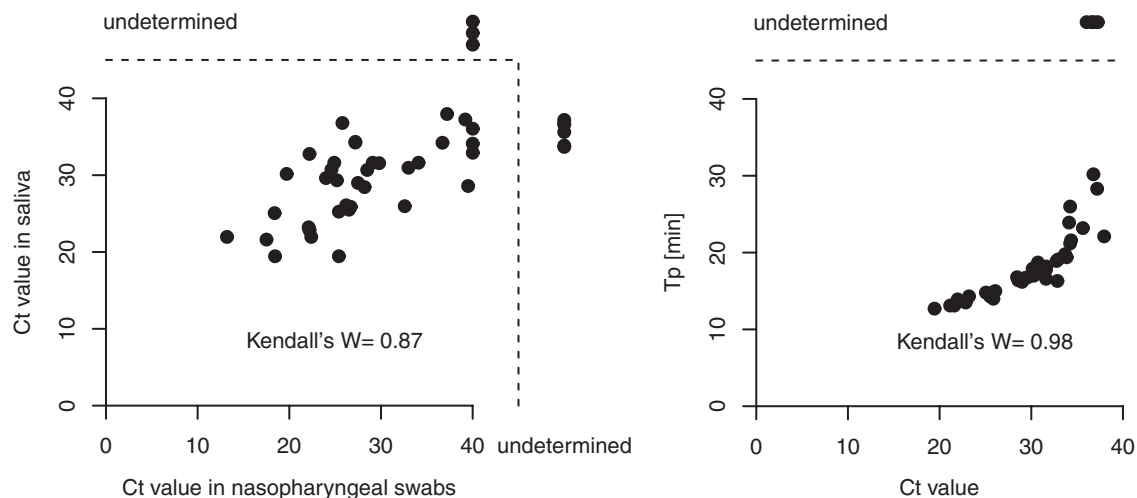 undetermined
40
30
20
10
0
Ct value in saliva
Kendall's W= 0.87
0 10 20 30 40 undetermined
Ct value in nasopharyngeal swabs
undetermined
40
30
20
10
0
Tp [min]
Kendall's W= 0.98
0 10 20 30 40
Ct value